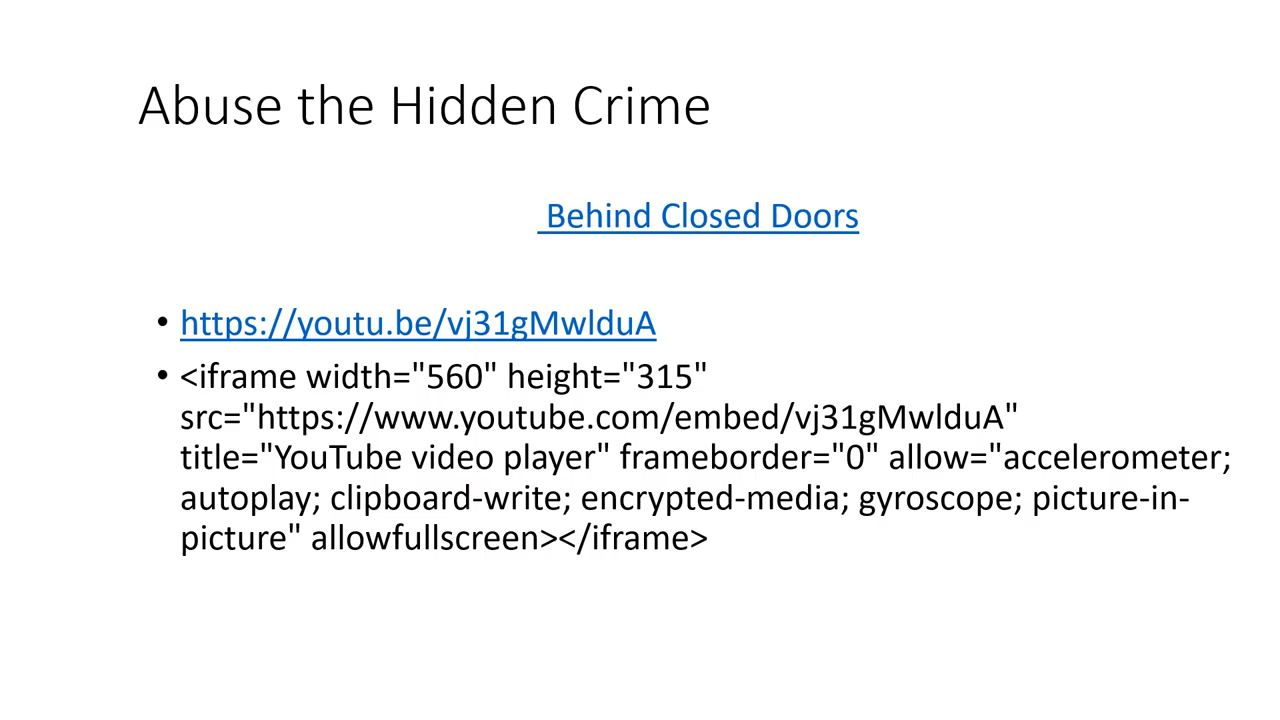 Abuse the Hidden Crime
Behind Closed Doors
• https://youtu.be/vj31gMwlduA
• <iframe width="560" height="315"
src="https://www.youtube.com/embed/vj31gMwlduA"
title="YouTube video player" frameborder="0" allow="accelerometer;
autoplay; clipboard-write; encrypted-media; gyroscope; picture-in-
picture" allowfullscreen></iframe>